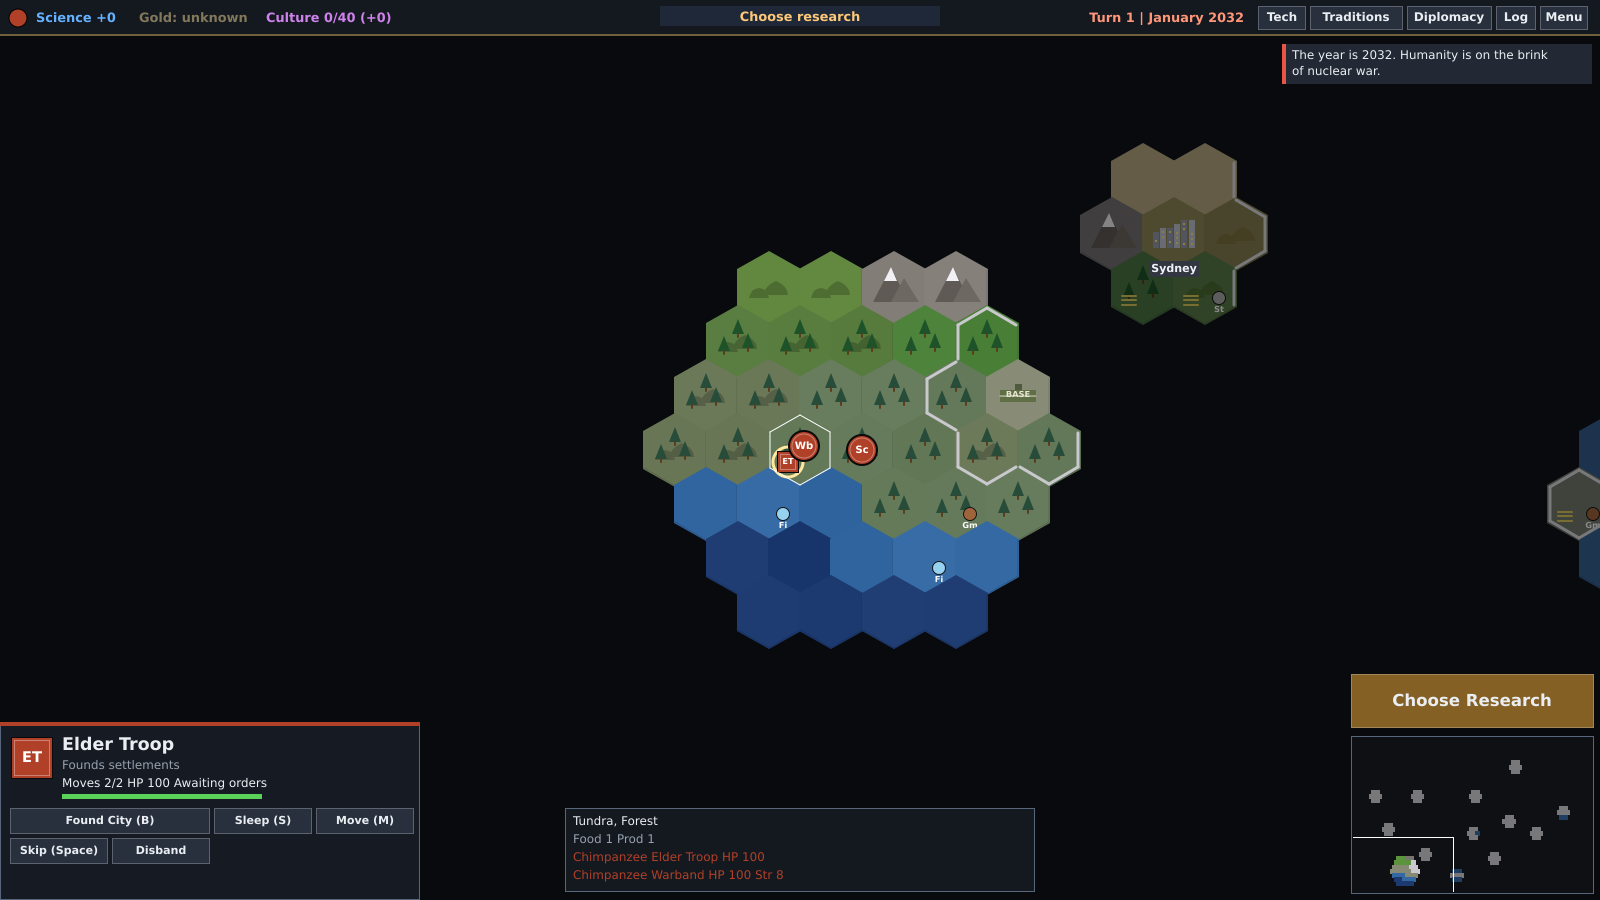 Science +0
Gold: unknown
Culture 0/40 (+0)
Choose research
Turn 1 | January 2032
Tech
Traditions
Diplomacy
Log
Menu
The year is 2032. Humanity is on the brink
of nuclear war.
Sydney
St
BASE
Wb
ET
Sc
Fi
Gm
Gm
Fi
Choose Research
ET
Elder Troop
Founds settlements
Moves 2/2 HP 100 Awaiting orders
Found City (B)
Sleep (S)
Move (M)
Skip (Space)
Disband
Tundra, Forest
Food 1 Prod 1
Chimpanzee Elder Troop HP 100
Chimpanzee Warband HP 100 Str 8